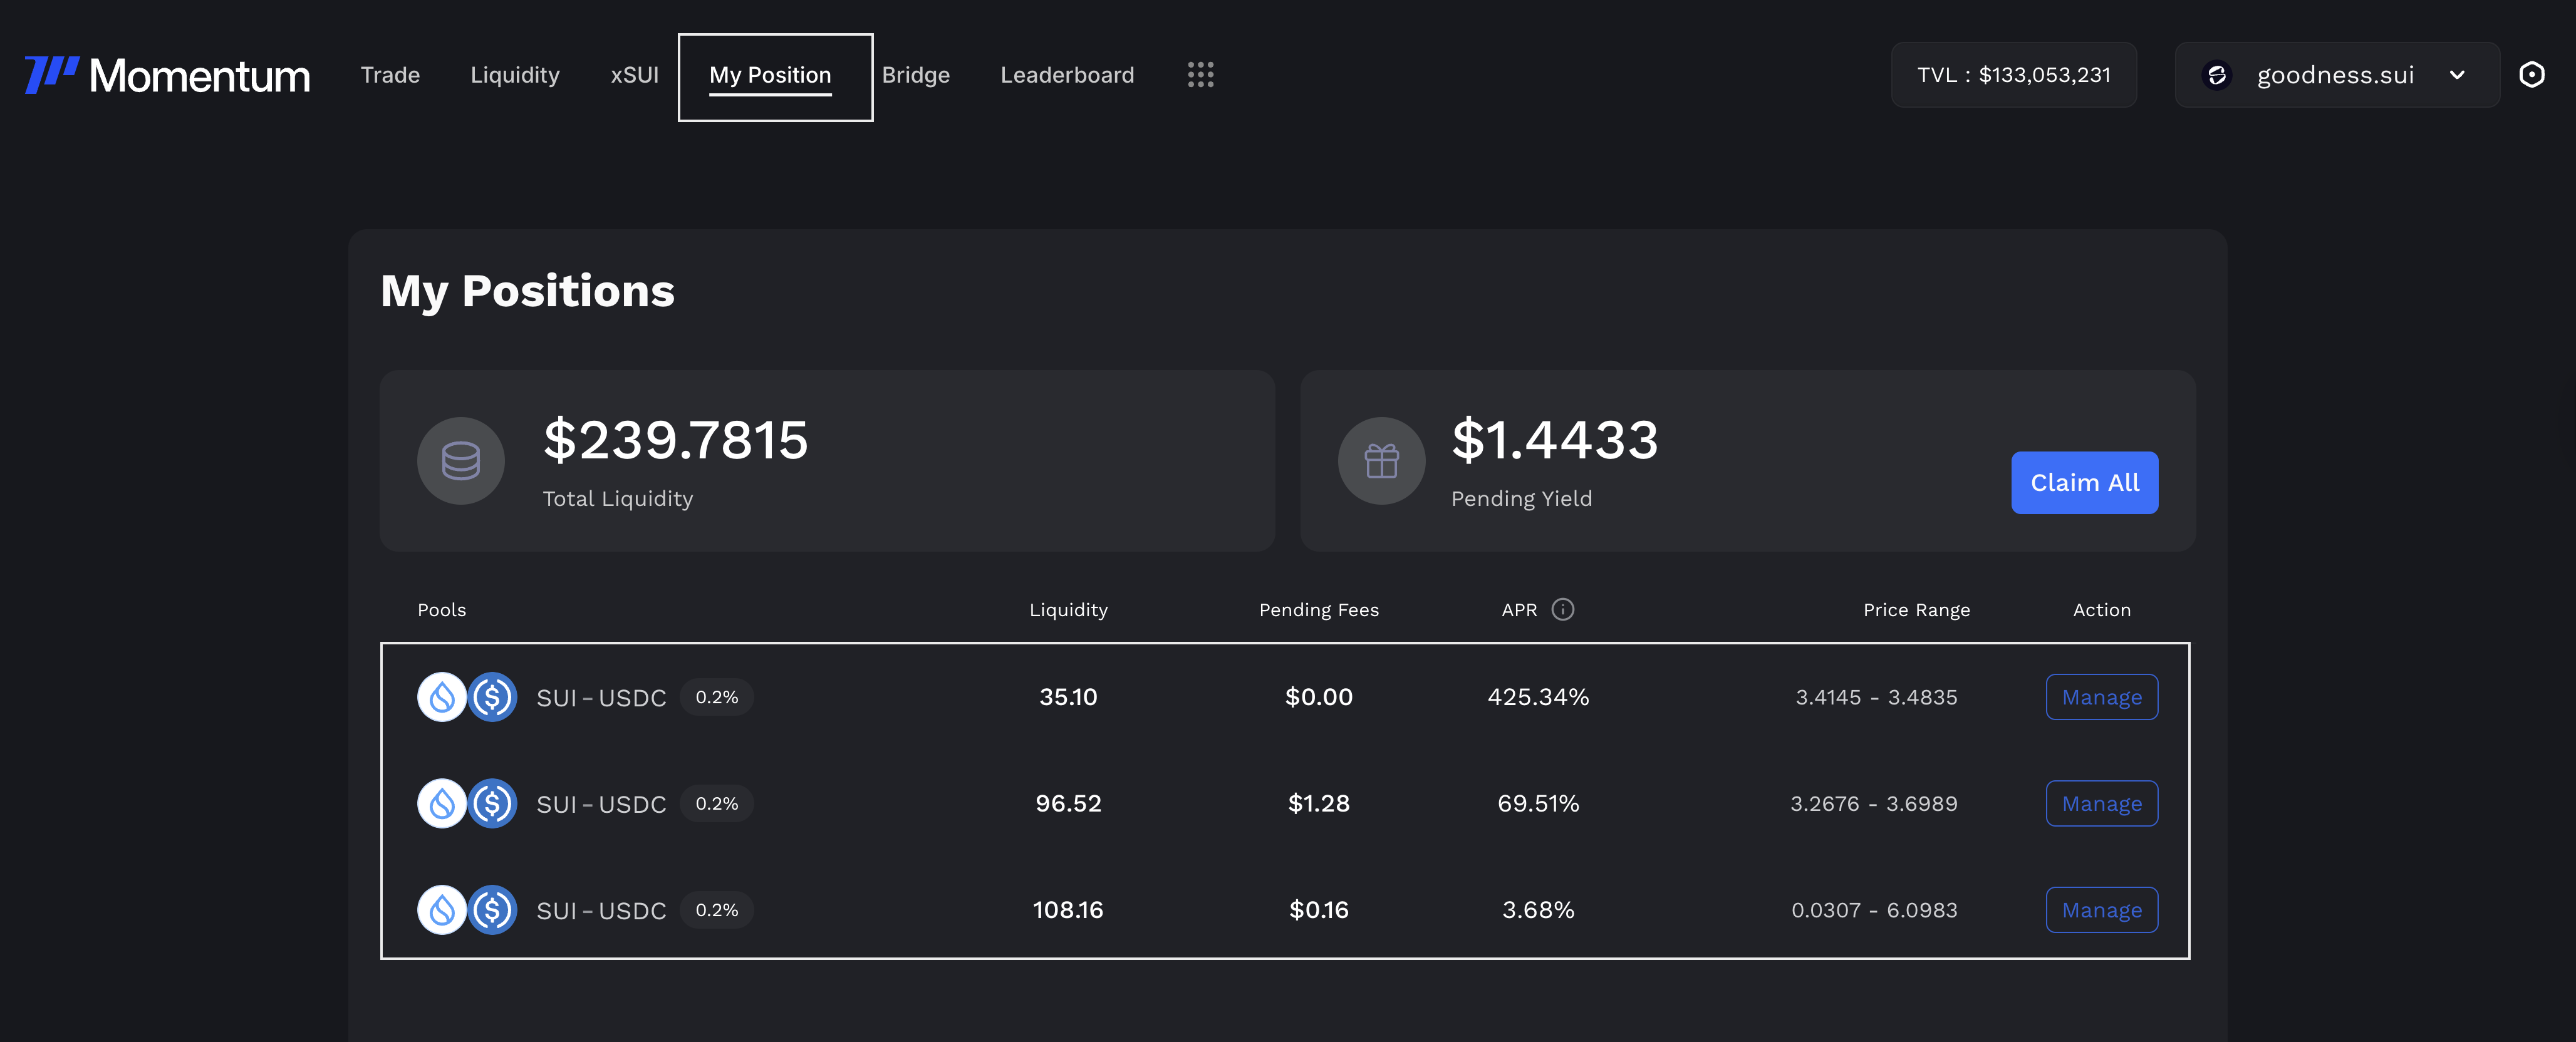 Momentum Trade Liquidity xSUI My Position Bridge Leaderboard TVL : $133,053,231 goodness.sui
My Positions
$239.7815 $1.4433
Total Liquidity Pending Yield Claim All
Pools Liquidity Pending Fees APR Price Range Action
SUI - USDC 0.2% 35.10 $0.00 425.34% 3.4145 - 3.4835 Manage
SUI - USDC 0.2% 96.52 $1.28 69.51% 3.2676 - 3.6989 Manage
SUI - USDC 0.2% 108.16 $0.16 3.68% 0.0307 - 6.0983 Manage